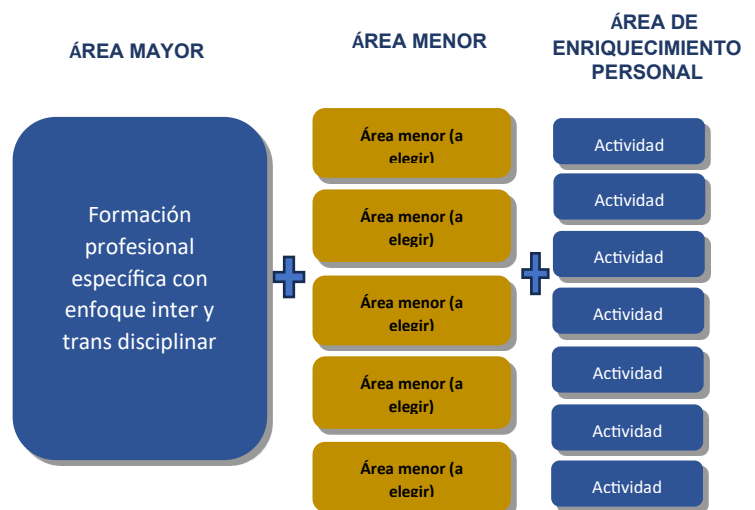 ÁREA MAYOR
ÁREA MENOR
ÁREA DE
ENRIQUECIMIENTO
PERSONAL
Formación
profesional
específica con
enfoque inter y
trans disciplinar
Área menor (a
elegir)
Área menor (a
elegir)
Área menor (a
elegir)
Área menor (a
elegir)
Área menor (a
elegir)
Actividad
Actividad
Actividad
Actividad
Actividad
Actividad
Actividad